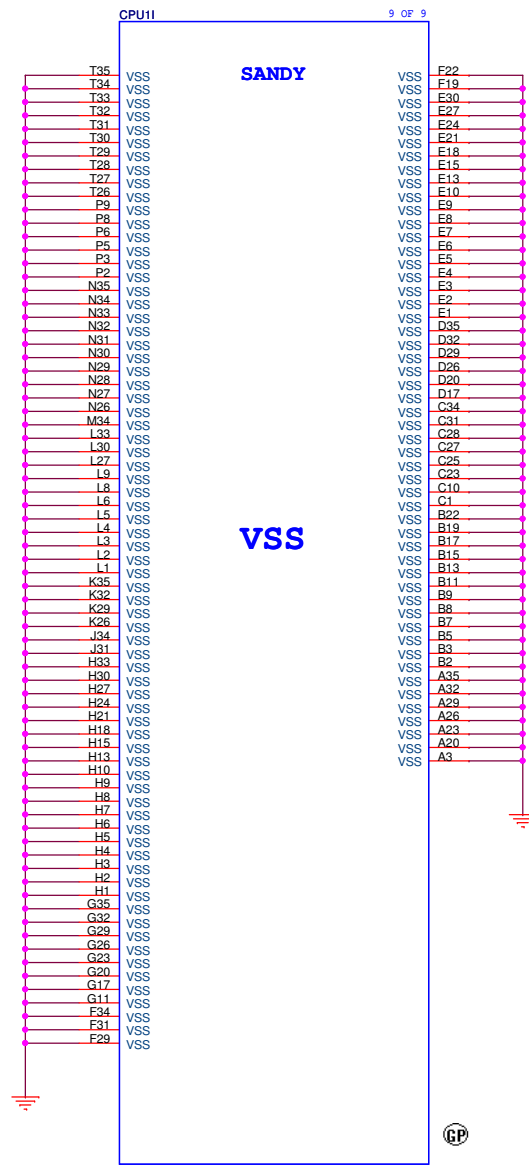 CPU1I 9 OF 9
SANDY
T35 VSS VSS F22
T34 VSS VSS F19
T33 VSS VSS E30
T32 VSS VSS E27
T31 VSS VSS E24
T30 VSS VSS E21
T29 VSS VSS E18
T28 VSS VSS E15
T27 VSS VSS E13
T26 VSS VSS E10
P9 VSS VSS E9
P8 VSS VSS E8
P6 VSS VSS E7
P5 VSS VSS E6
P3 VSS VSS E5
P2 VSS VSS E4
N35 VSS VSS E3
N34 VSS VSS E2
N33 VSS VSS E1
N32 VSS VSS D35
N31 VSS VSS D32
N30 VSS VSS D29
N29 VSS VSS D26
N28 VSS VSS D20
N27 VSS VSS D17
N26 VSS VSS C34
M34 VSS VSS C31
L33 VSS VSS C28
L30 VSS VSS C27
L27 VSS VSS C25
L9 VSS VSS C23
L8 VSS VSS C10
L6 VSS VSS C1
L5 VSS VSS B22
L4 VSS VSS B19
VSS
L3 VSS VSS B17
L2 VSS VSS B15
L1 VSS VSS B13
K35 VSS VSS B11
K32 VSS VSS B9
K29 VSS VSS B8
K26 VSS VSS B7
J34 VSS VSS B5
J31 VSS VSS B3
H33 VSS VSS B2
H30 VSS VSS A35
H27 VSS VSS A32
H24 VSS VSS A29
H21 VSS VSS A26
H18 VSS VSS A23
H15 VSS VSS A20
H13 VSS VSS A3
H10 VSS
H9 VSS
H8 VSS
H7 VSS
H6 VSS
H5 VSS
H4 VSS
H3 VSS
H2 VSS
H1 VSS
G35 VSS
G32 VSS
G29 VSS
G26 VSS
G23 VSS
G20 VSS
G17 VSS
G11 VSS
F34 VSS
F31 VSS
F29 VSS
GP